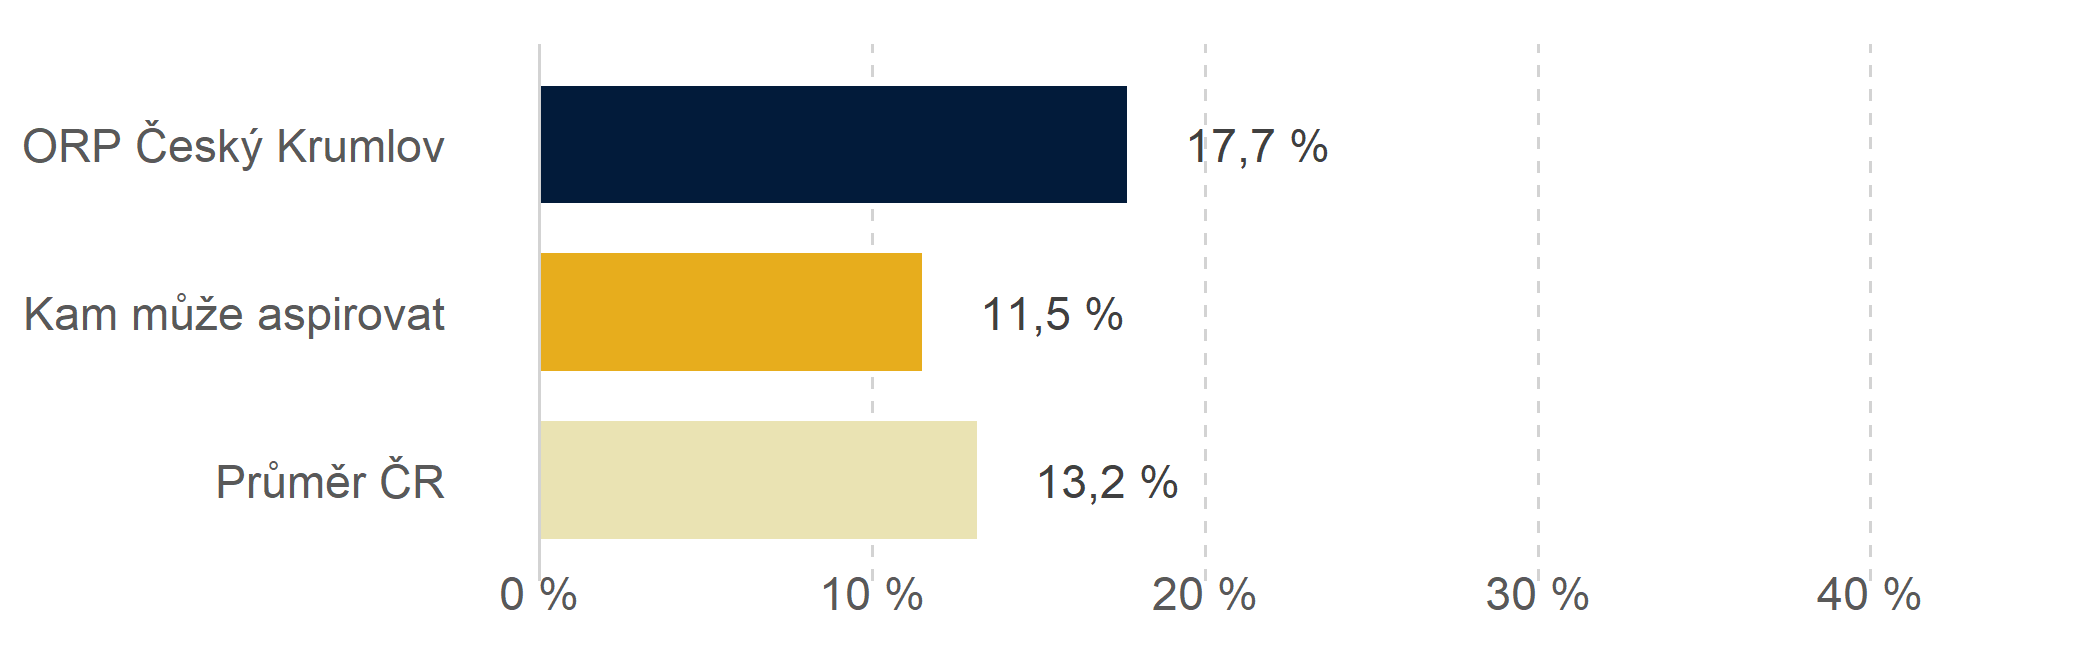 ORP Český Krumlov
17,7 %
Kam může aspirovat
11,5 %
Průměr ČR
13,2 %
0 %
10 %
20 %
30 %
40 %